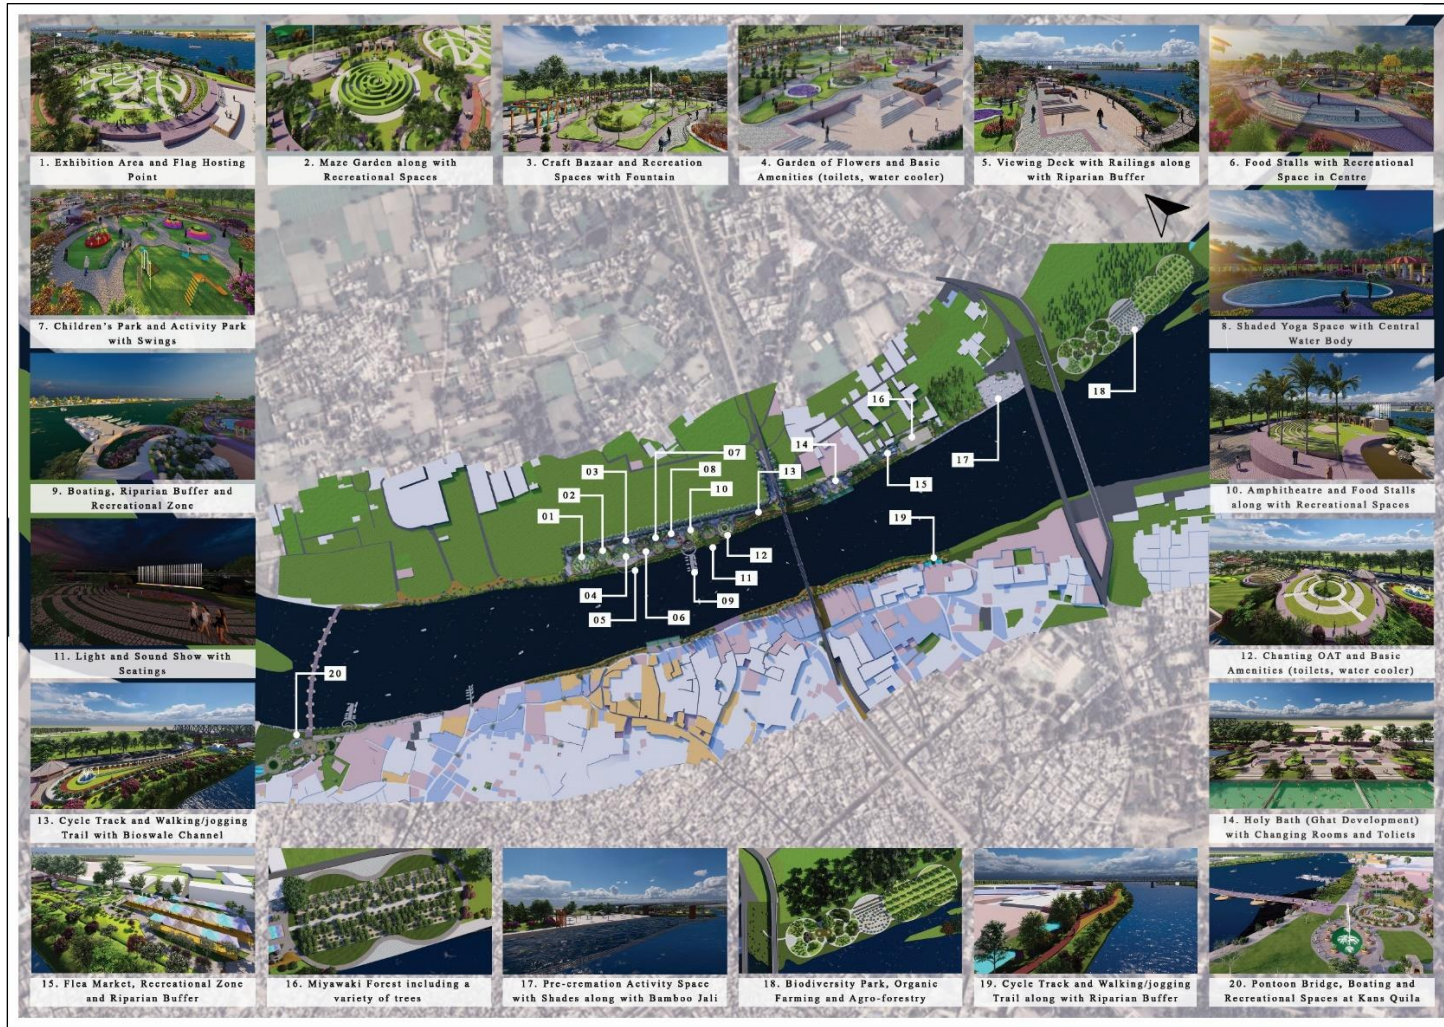 1. Exhibition Area and Flag Hosting
Point
2. Maze Garden along with
Recreational Spaces
3. Craft Bazaar and Recreation
Spaces with Fountain
4. Garden of Flowers and Basic
Amenities (toilets, water cooler)
5. Viewing Deck with Railings along
with Riparian Buffer
6. Food Stalls with Recreational
Space in Centre
7. Children's Park and Activity Park
with Swings
8. Shaded Yoga Space with Central
Water Body
9. Boating, Riparian Buffer and
Recreational Zone
10. Amphitheatre and Food Stalls
along with Recreational Spaces
11. Light and Sound Show with
Seatings
12. Chanting OAT and Basic
Amenities (toilets, water cooler)
13. Cycle Track and Walking/jogging
Trail with Bioswale Channel
14. Holy Bath (Ghat Development)
with Changing Rooms and Toliets
15. Flea Market, Recreational Zone
and Riparian Buffer
16. Miyawaki Forest including a
variety of trees
17. Pre-cremation Activity Space
with Shades along with Bamboo Jali
18. Biodiversity Park, Organic
Farming and Agro-forestry
19. Cycle Track and Walking/jogging
Trail along with Riparian Buffer
20. Pontoon Bridge, Boating and
Recreational Spaces at Kans Quila
18
16
17
07
14
03
08
13
15
02
10
19
01
12
11
04
09
06
05
20